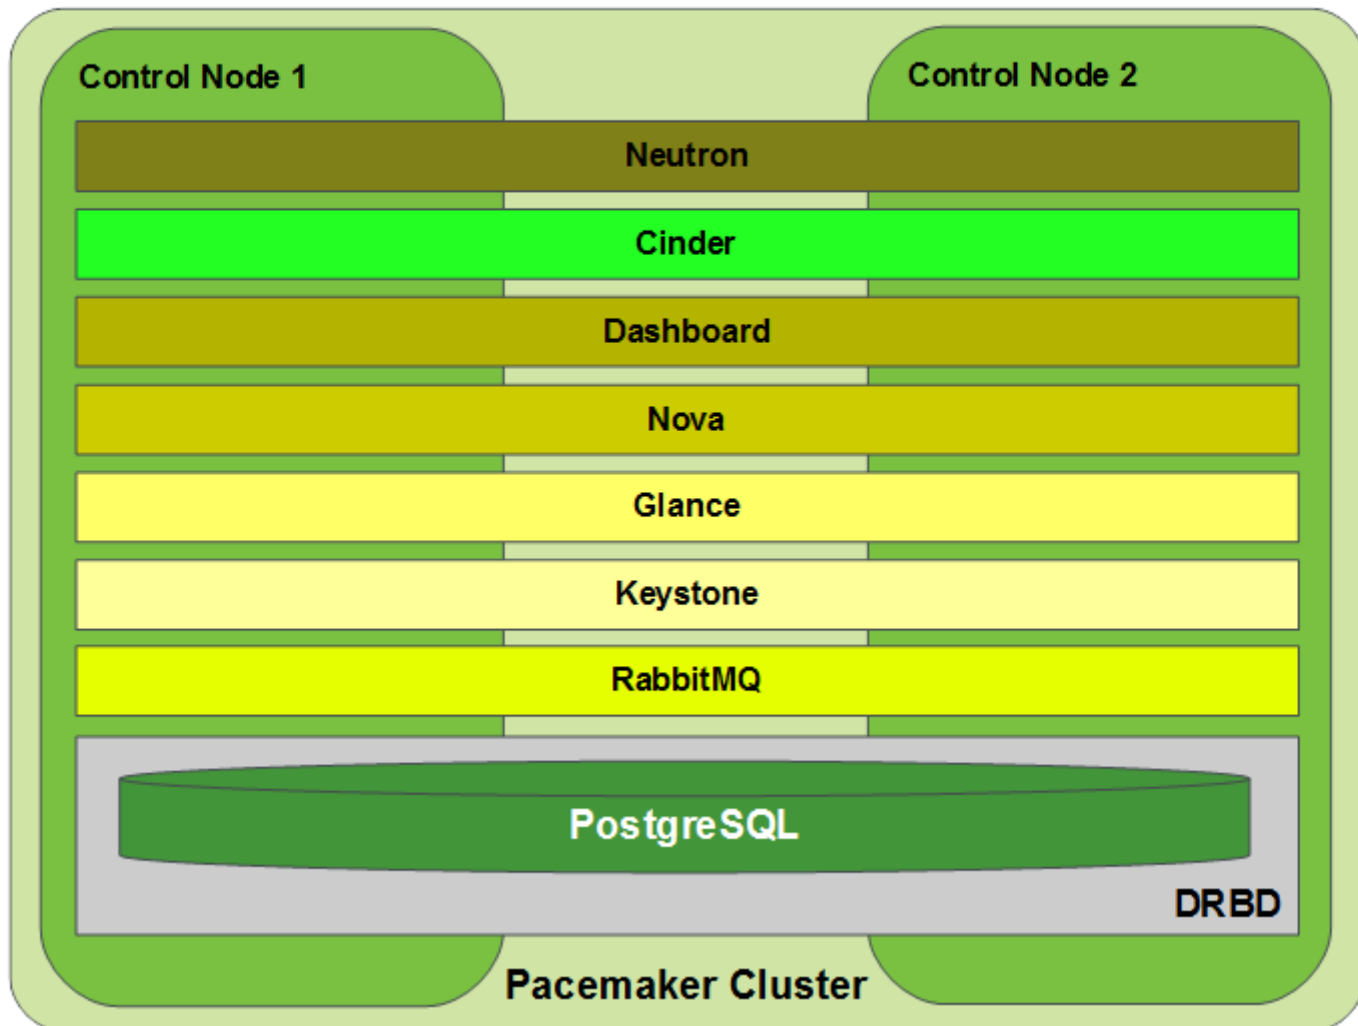 Control Node 1
Control Node 2
Neutron
Cinder
Dashboard
Nova
Glance
Keystone
RabbitMQ
PostgreSQL
DRBD
Pacemaker Cluster